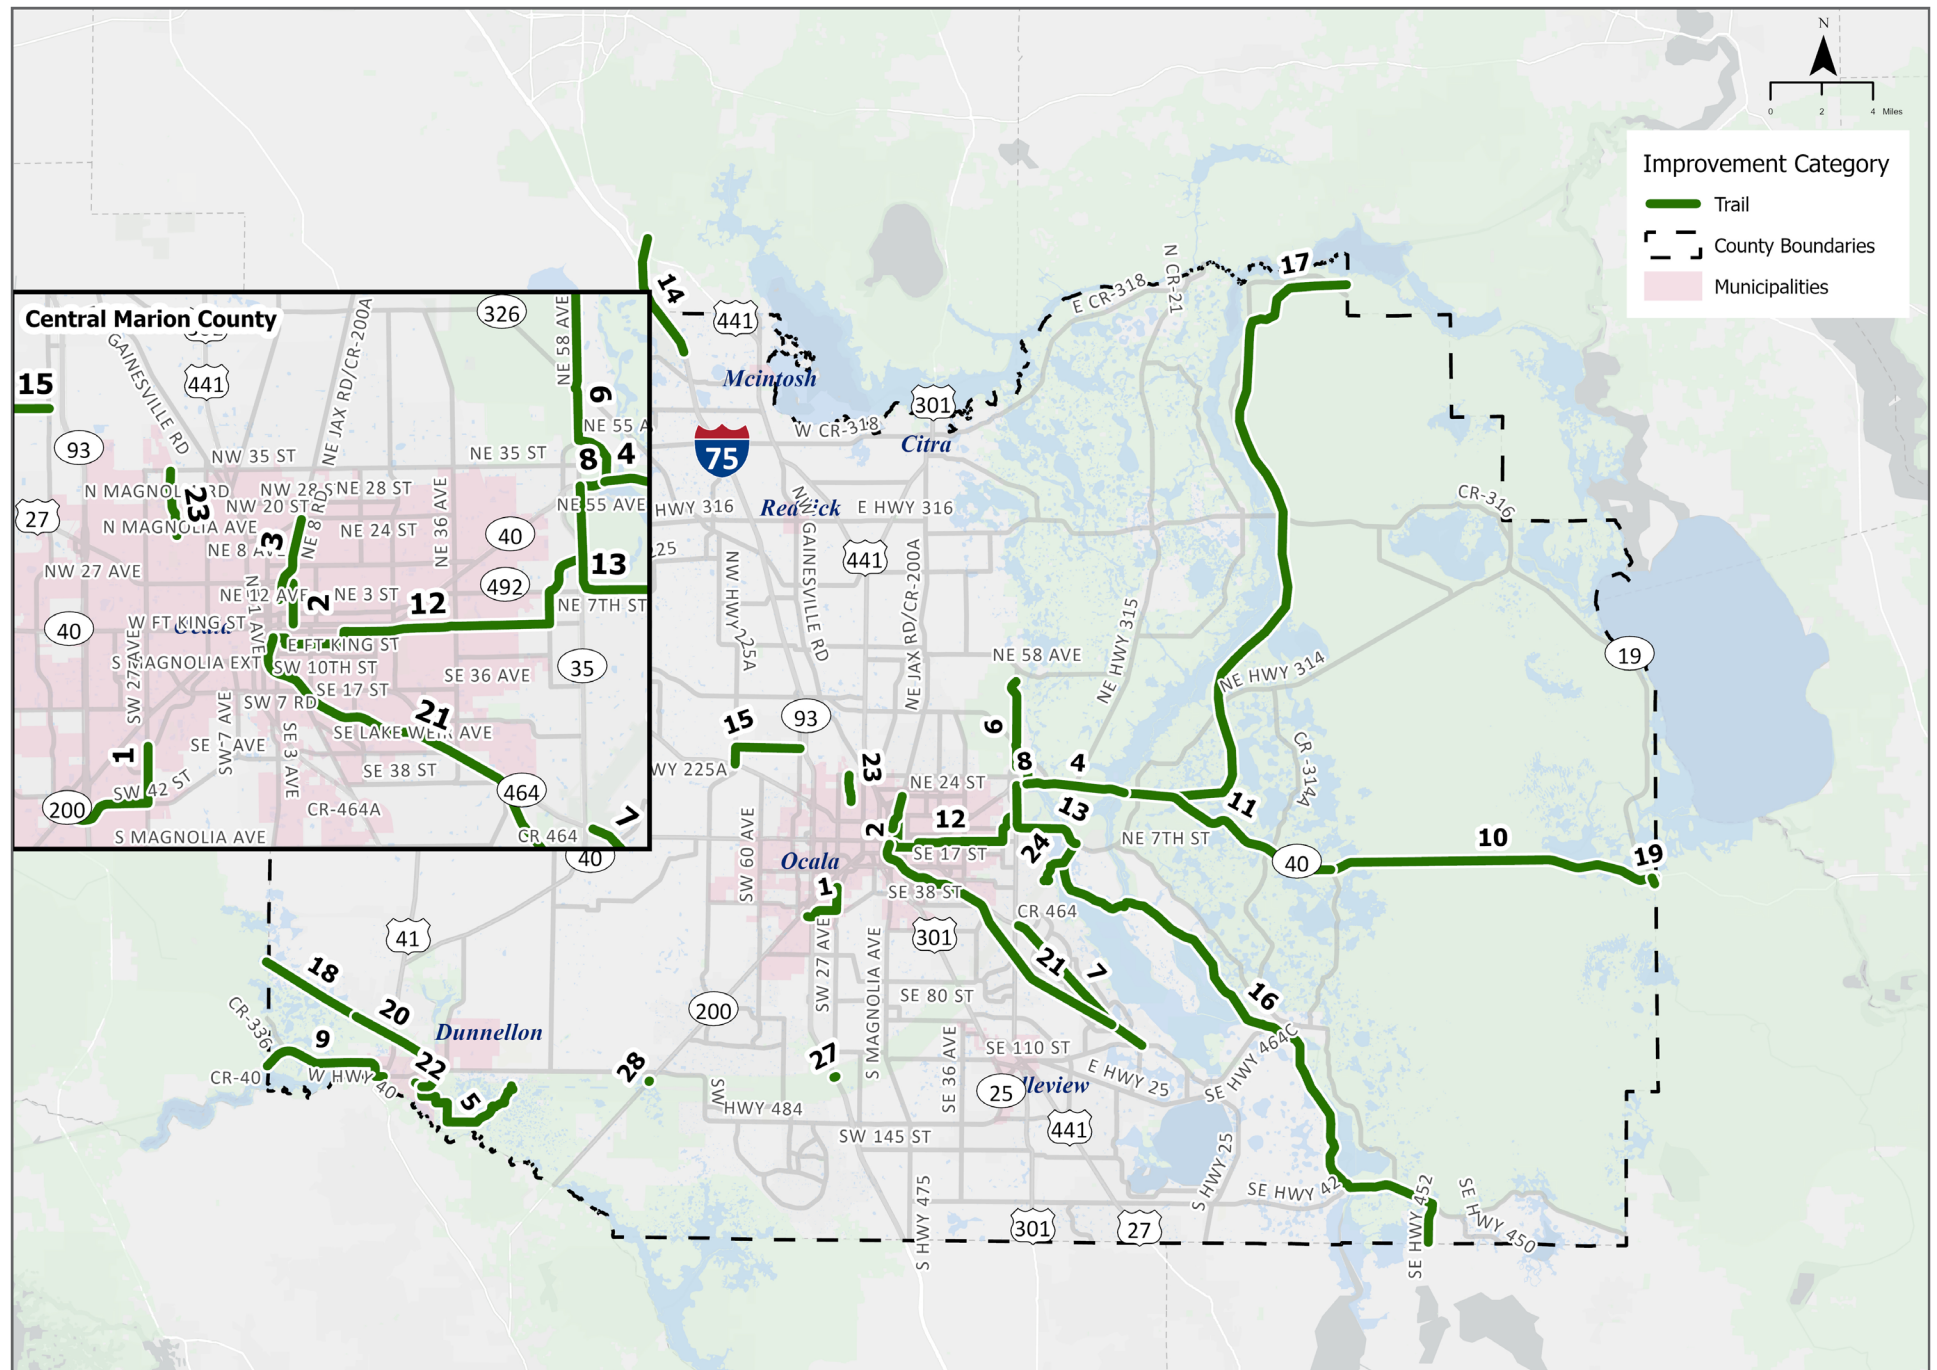 N
0 2 4 Miles
Improvement Category
Trail
County Boundaries
Municipalities
Central Marion County
326
441
GAINESVILLE RD
NE JAX RD/CR-200A
NE 58 AVE
15
9
93
NW 35 ST
NE 35 ST
NE 55 A
8
4
23
NE 28 ST
NW 20 ST
27
N MAGNOLIA AVE
NE 24 ST
NE 36 AVE
40
NE 55 AVE
3
NE 8 RD
NW 27 AVE
13
492
NE 12 AVE
NE 3 ST
2
12
NE 7TH ST
40
W FT KING ST
N 1 AVE
E FT KING ST
S MAGNOLIA EXT
SW 10TH ST
35
SE 36 AVE
SW 27 AVE
SE 17 ST
SW 7 RD
21
SE LAKE WEIR AVE
SW 7 AVE
SE 3 AVE
1
SE 38 ST
SW 42 ST
200
464
CR-464A
S MAGNOLIA AVE
CR 464
7
40
14
441
Mcintosh
301
W CR-318
Citra
E CR-318
N CR-21
17
75
HWY 316
Reddick
E HWY 316
NW GAINESVILLE RD
441
225
NW HWY 225A
NE JAX RD/CR-200A
CR-316
19
NE HWY 315
NE HWY 314
NE 58 AVE
15
93
9
WY 225A
23
NE 24 ST
8
4
CR-314A
13
11
2
12
NE 7TH ST
SW 60 AVE
SE 17 ST
24
Ocala
40
10
19
1
SE 38 ST
CR 464
41
301
SW 27 AVE
S MAGNOLIA AVE
21
7
18
SE 80 ST
16
20
200
CR-336
Dunnellon
9
SE 36 AVE
SE 110 ST
SE HWY 464C
22
28
27
CR-40
W HWY 40
E HWY 25
lleview
25
5
SW HWY 484
441
SW 145 ST
S HWY 25
SE HWY 42
S HWY 475
301
27
SE HWY 452
SE HWY 450